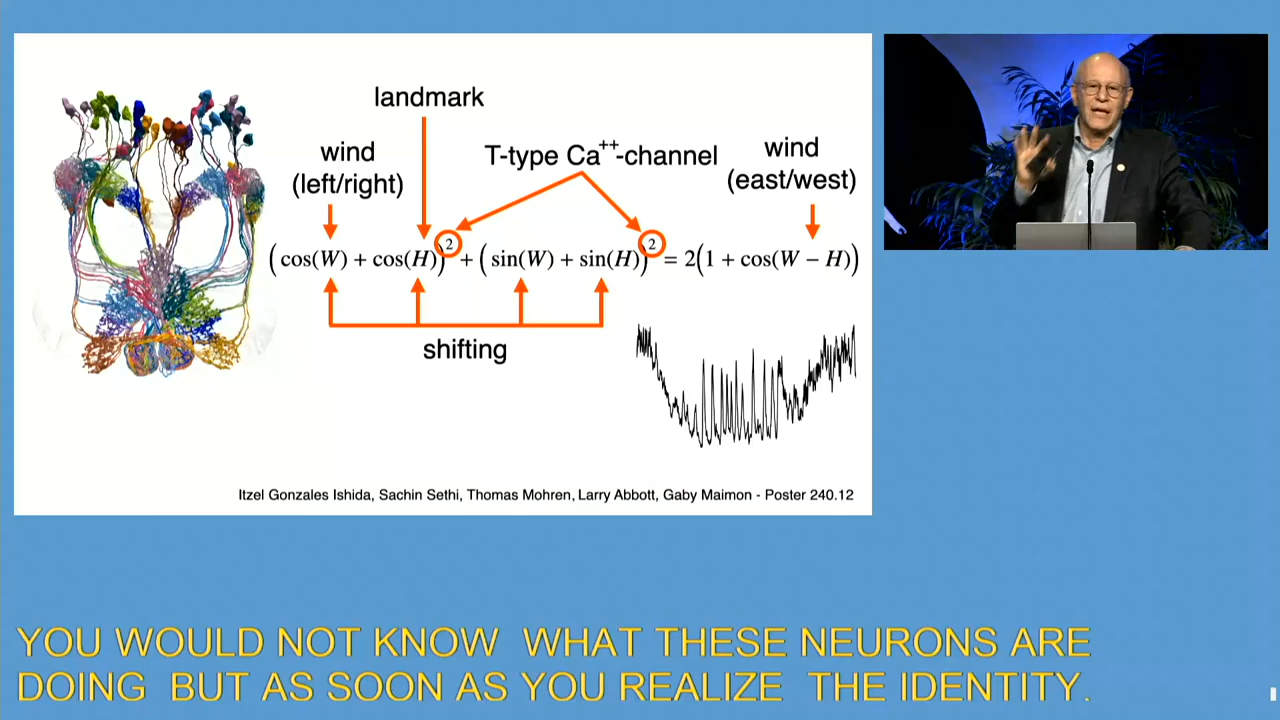 landmark
wind
(left/right)
T-type Ca++-channel
wind
(east/west)
(cos(W) + cos(H))² + (sin(W) + sin(H))² = 2(1 + cos(W − H))
shifting
Itzel Gonzales Ishida, Sachin Sethi, Thomas Mohren, Larry Abbott, Gaby Maimon - Poster 240.12
YOU WOULD NOT KNOW WHAT THESE NEURONS ARE
DOING BUT AS SOON AS YOU REALIZE THE IDENTITY.